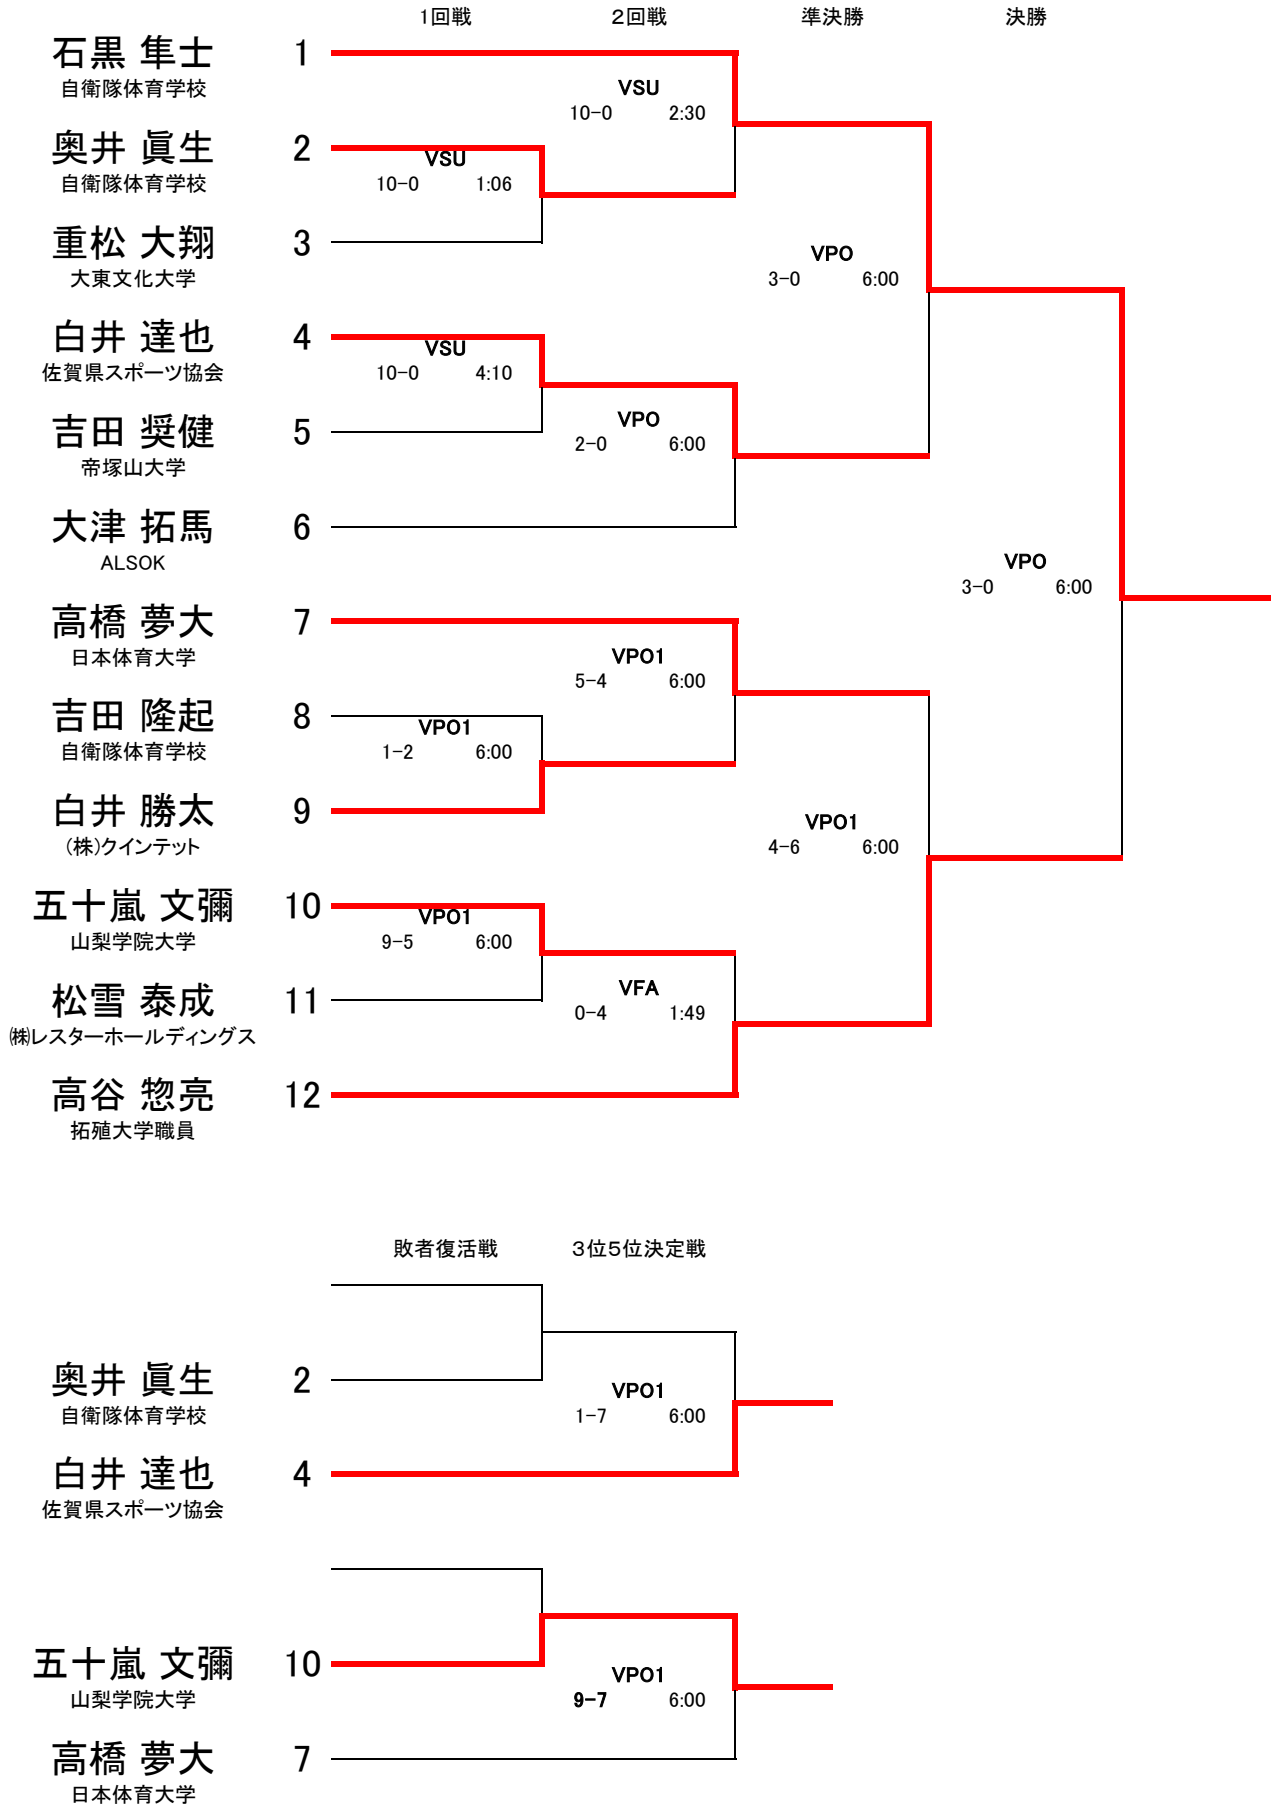 1回戦 2回戦 準決勝 決勝
石黒 隼士 1
自衛隊体育学校
VSU
10-0 2:30
奥井 眞生 2
自衛隊体育学校
VSU
10-0 1:06
重松 大翔 3
大東文化大学
VPO
3-0 6:00
白井 達也 4
佐賀県スポーツ協会
VSU
10-0 4:10
吉田 奨健 5
帝塚山大学
VPO
2-0 6:00
大津 拓馬 6
ALSOK
VPO
3-0 6:00
高橋 夢大 7
日本体育大学
VPO1
5-4 6:00
吉田 隆起 8
自衛隊体育学校
VPO1
1-2 6:00
白井 勝太 9
(株)クインテット
VPO1
4-6 6:00
五十嵐 文彌 10
山梨学院大学
VPO1
9-5 6:00
松雪 泰成 11
㈱レスターホールディングス
VFA
0-4 1:49
高谷 惣亮 12
拓殖大学職員
敗者復活戦 3位5位決定戦
奥井 眞生 2
自衛隊体育学校
VPO1
1-7 6:00
白井 達也 4
佐賀県スポーツ協会
五十嵐 文彌 10
山梨学院大学
VPO1
9-7 6:00
高橋 夢大 7
日本体育大学